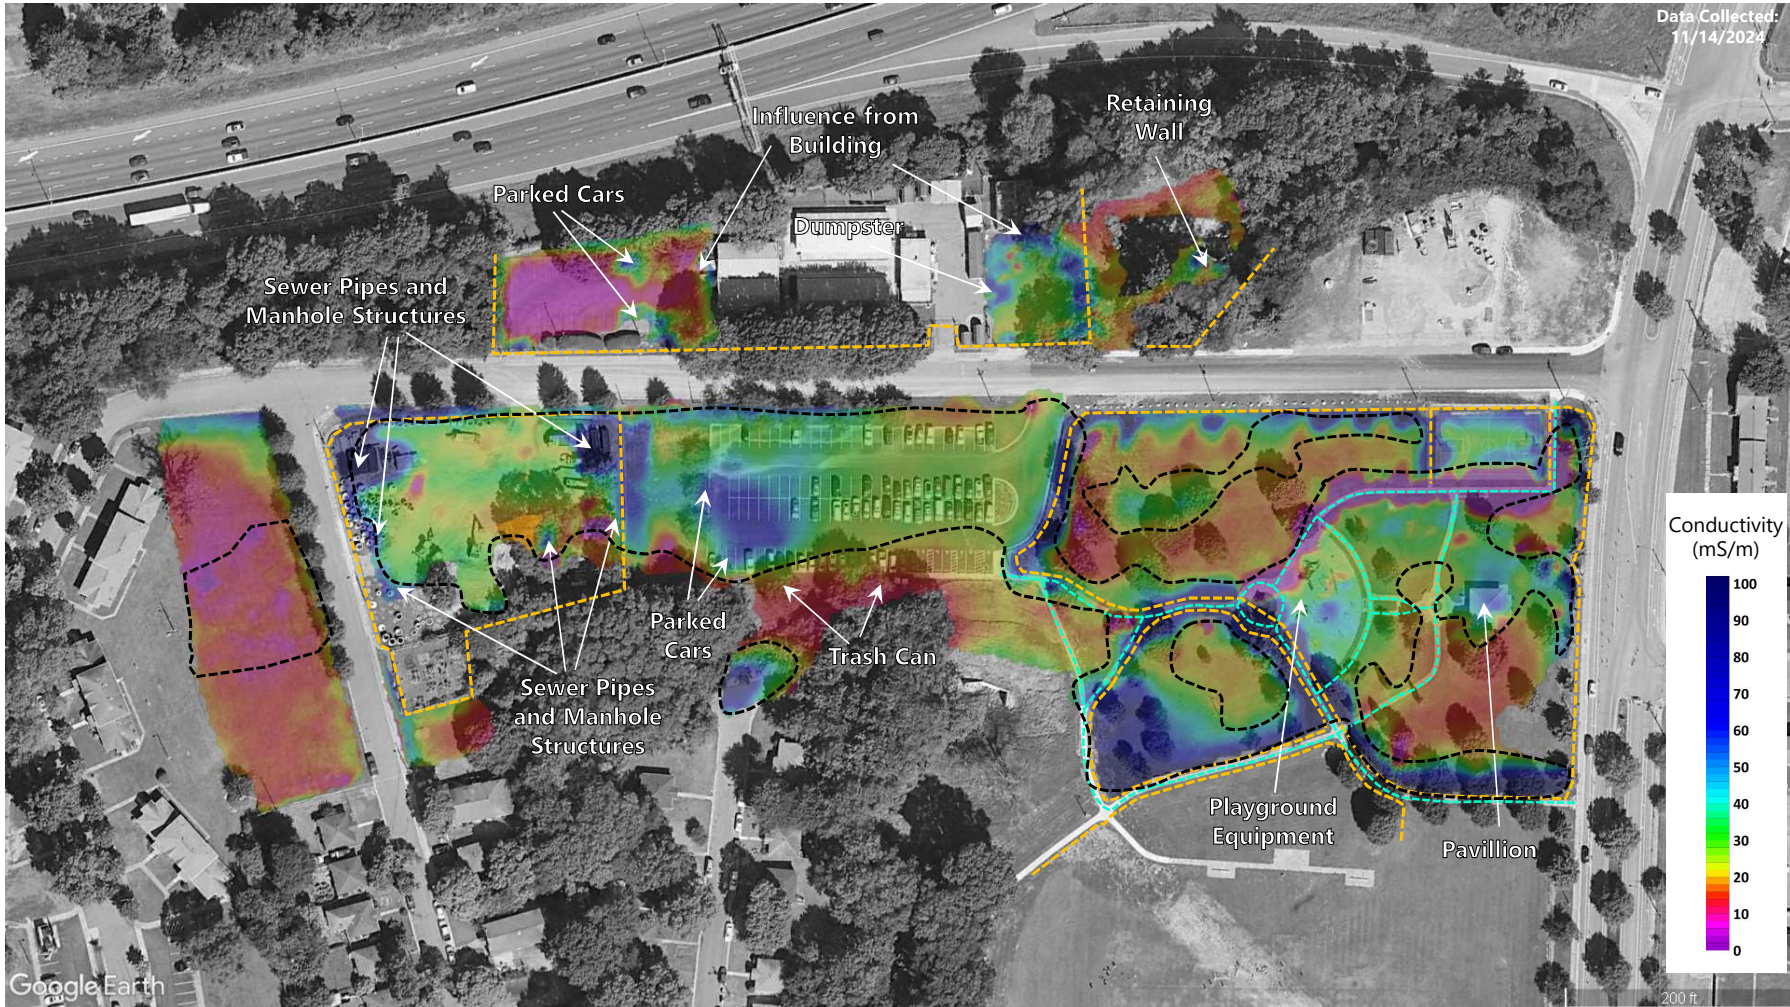 Data Collected:
11/14/2024
Influence from
Building
Retaining
Wall
Parked Cars
Dumpster
Sewer Pipes and
Manhole Structures
Conductivity
(mS/m)
100
90
80
70
60
50
40
30
20
10
0
Parked
Cars
Trash Can
Sewer Pipes
and Manhole
Structures
Playground
Equipment
Pavillion
Google Earth
200 ft